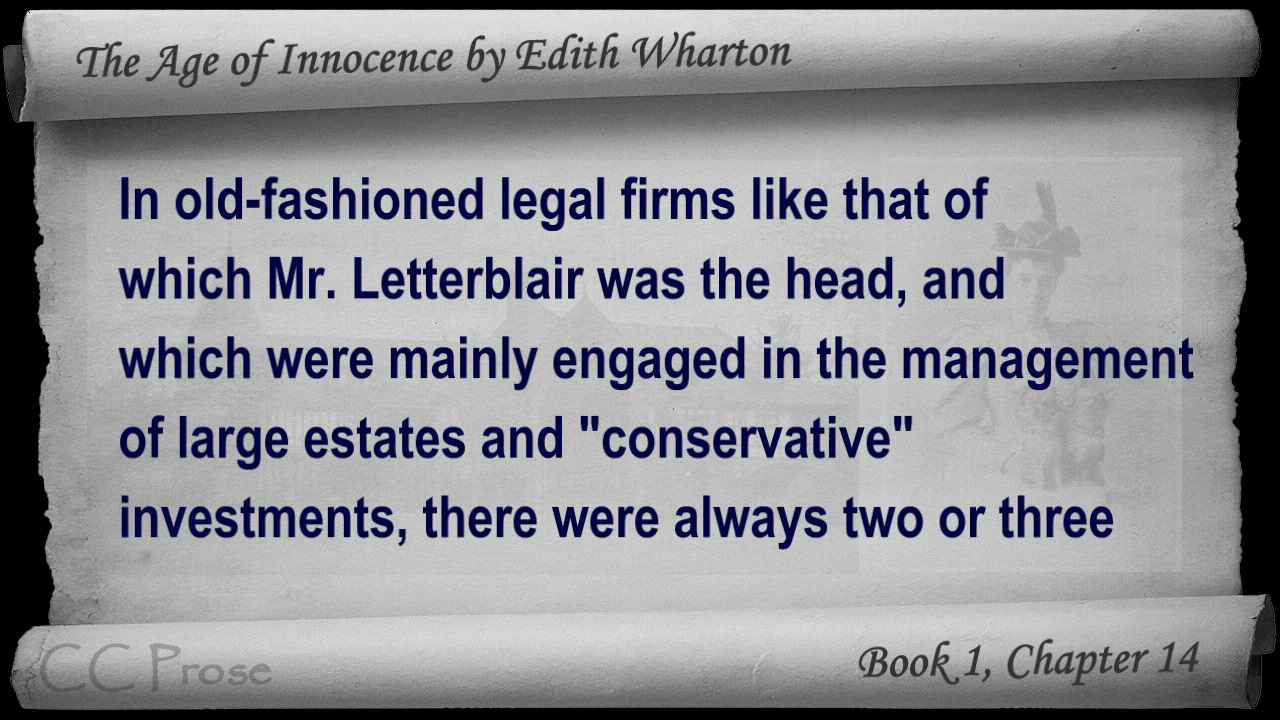 The Age of Innocence by Edith Wharton
In old-fashioned legal firms like that of
which Mr. Letterblair was the head, and
which were mainly engaged in the management
of large estates and "conservative"
investments, there were always two or three
CC Prose
Book 1, Chapter 14